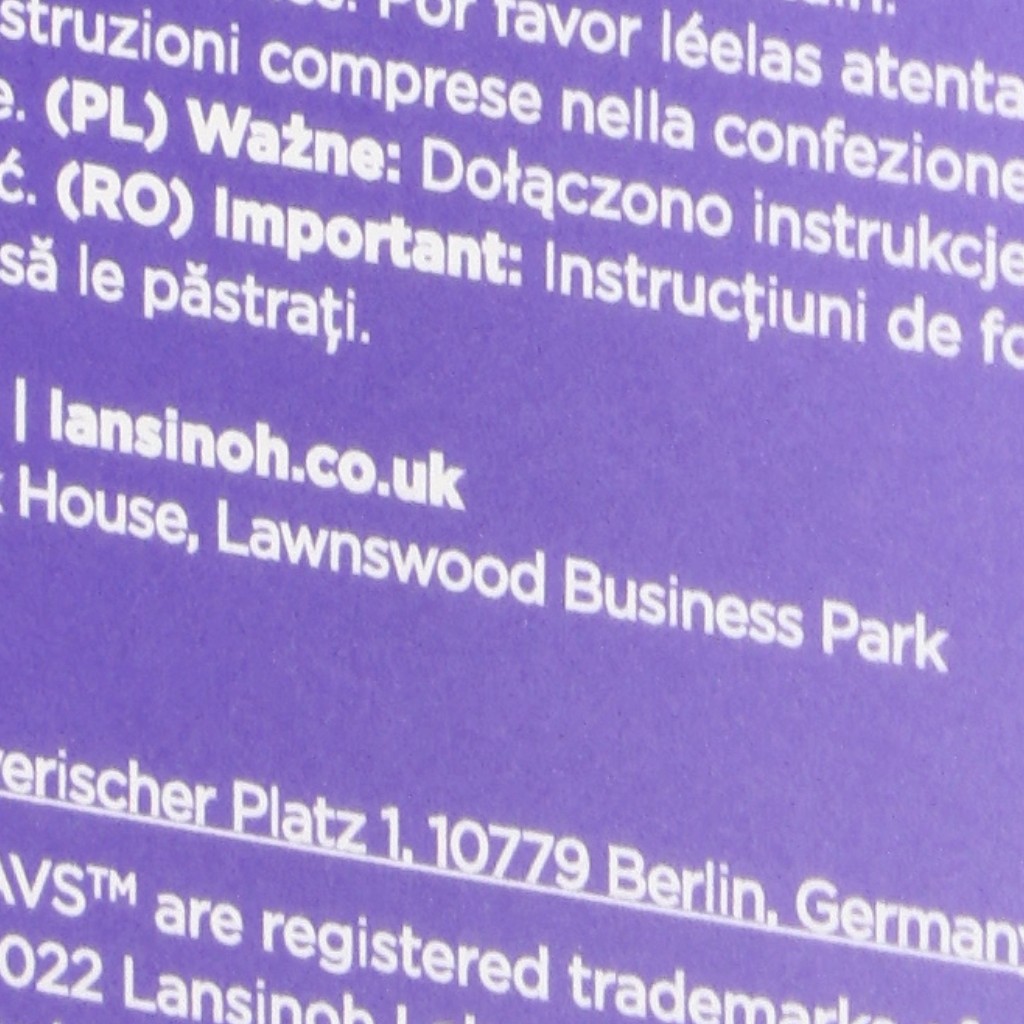 Por favor léelas atenta
struzioni comprese nella confezione
e. (PL) Ważne: Dołączono instrukcje
ć. (RO) Important: Instrucțiuni de fo
să le păstrați.
| lansinoh.co.uk
House, Lawnswood Business Park
erischer Platz 1, 10779 Berlin, Germany
AVS™ are registered trademarks
022 Lansinoh